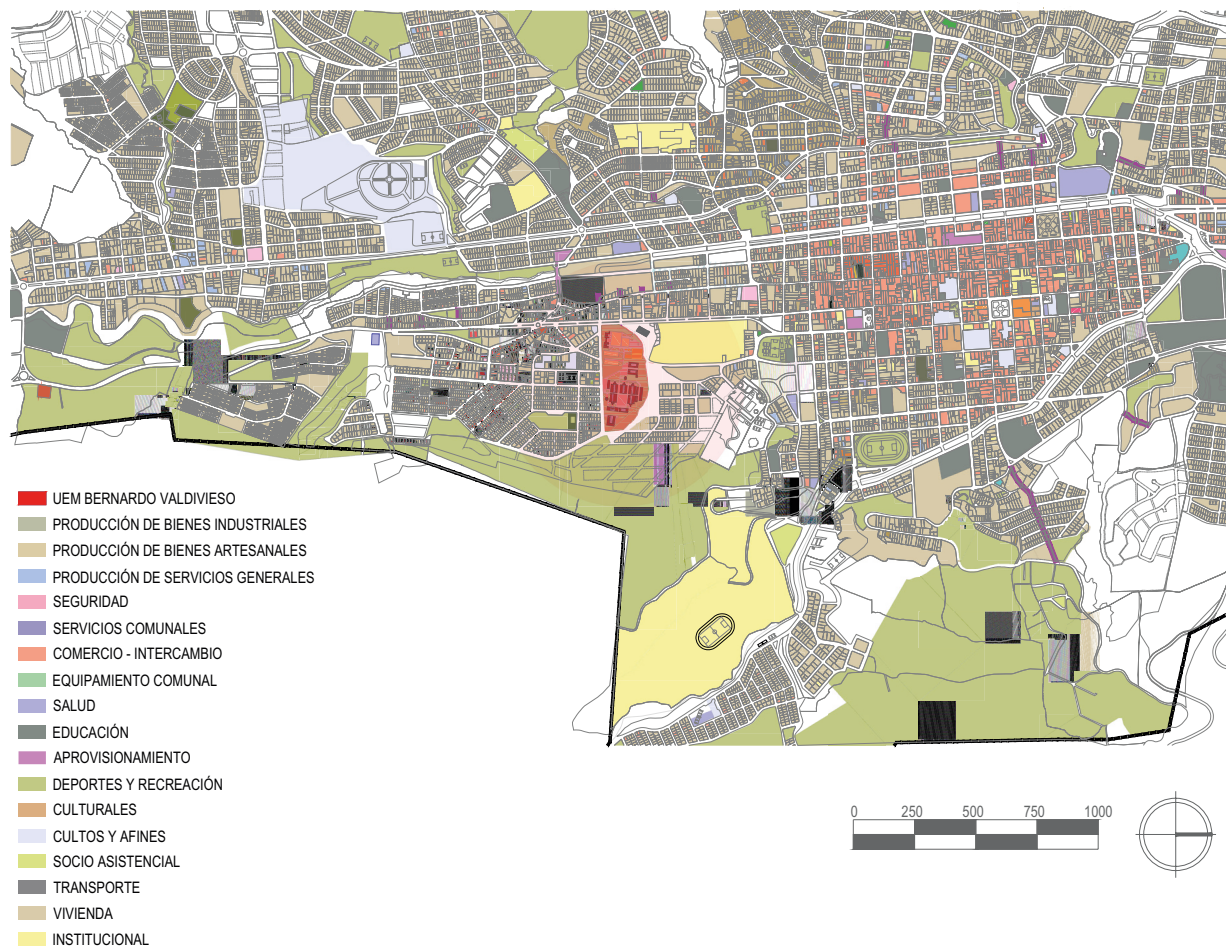 UEM BERNARDO VALDIVIESO
PRODUCCIÓN DE BIENES INDUSTRIALES
PRODUCCIÓN DE BIENES ARTESANALES
PRODUCCIÓN DE SERVICIOS GENERALES
SEGURIDAD
SERVICIOS COMUNALES
COMERCIO - INTERCAMBIO
EQUIPAMIENTO COMUNAL
SALUD
EDUCACIÓN
APROVISIONAMIENTO
DEPORTES Y RECREACIÓN
CULTURALES
CULTOS Y AFINES
SOCIO ASISTENCIAL
TRANSPORTE
VIVIENDA
INSTITUCIONAL
0 250 500 750 1000